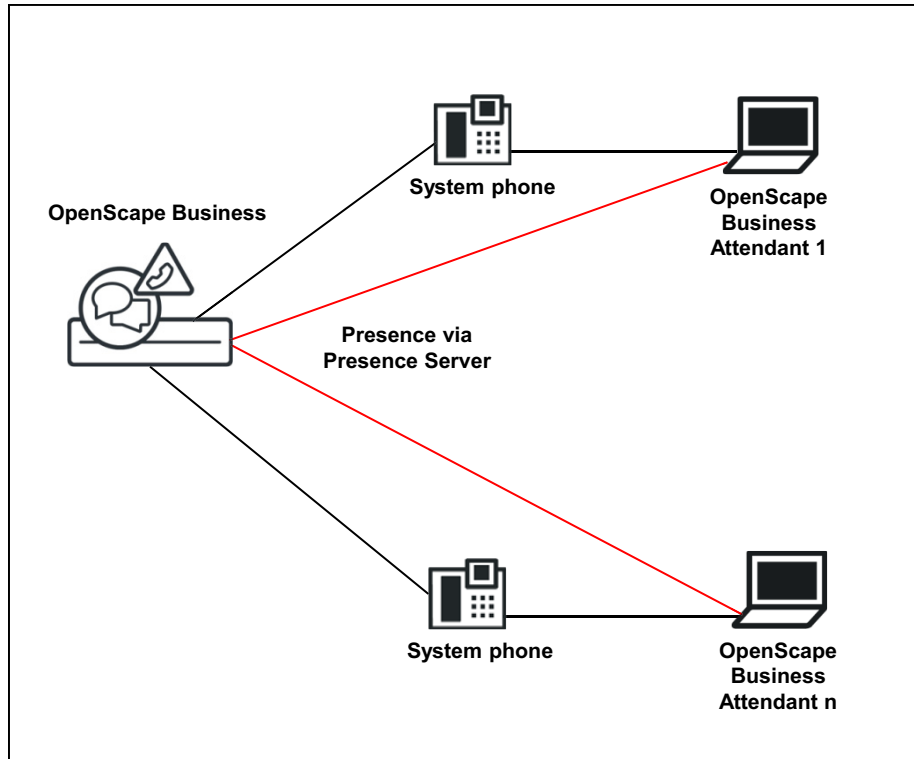 System phone
OpenScape
Business
Attendant 1
OpenScape Business
Presence via
Presence Server
System phone
OpenScape
Business
Attendant n